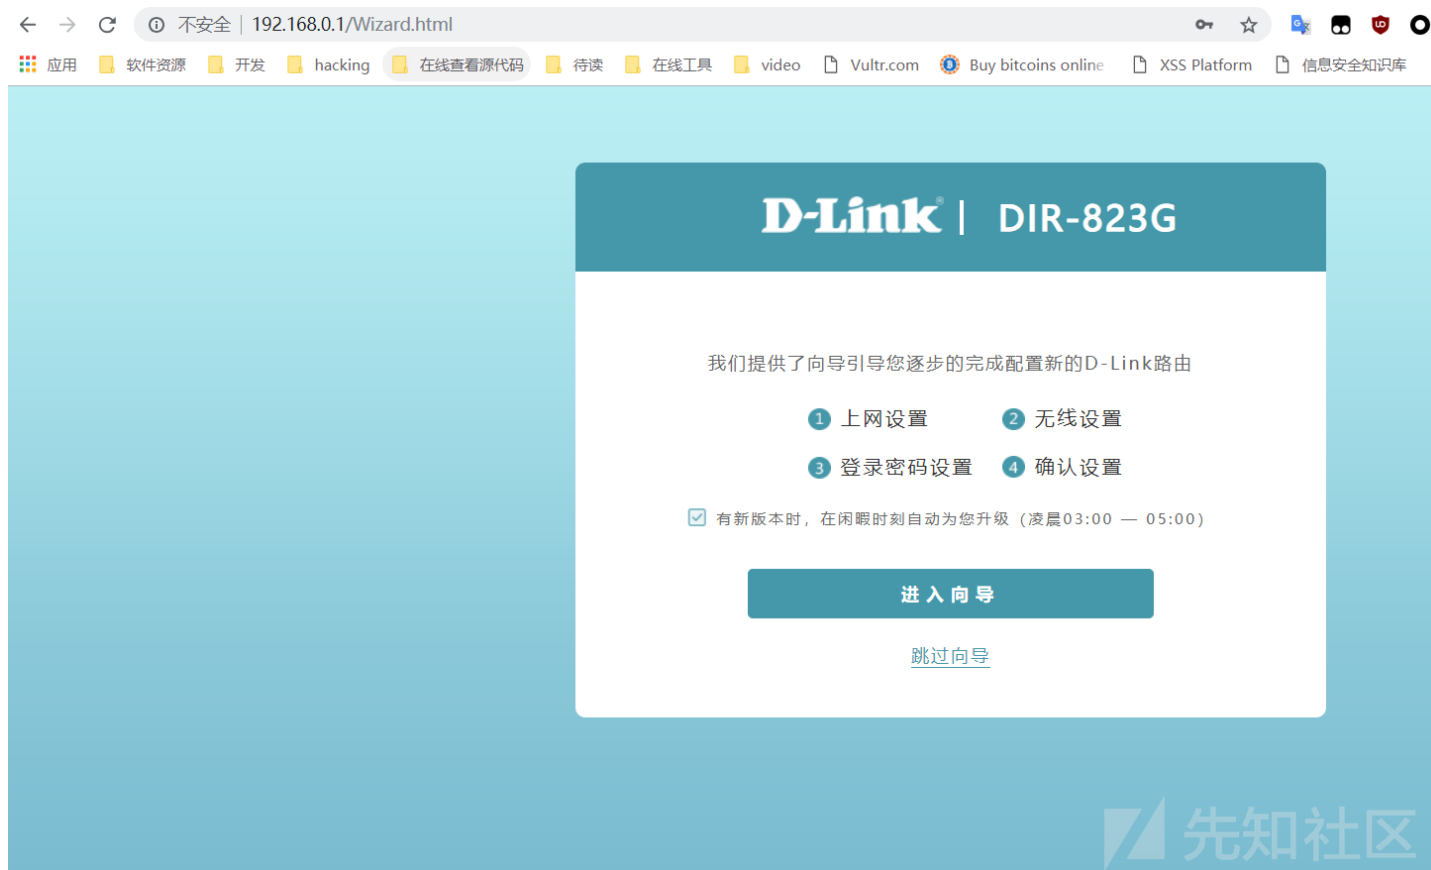 不安全 | 192.168.0.1/Wizard.html
应用 软件资源 开发 hacking 在线查看源代码 待读 在线工具 video Vultr.com Buy bitcoins online XSS Platform 信息安全知识库
D-Link® | DIR-823G
我们提供了向导引导您逐步的完成配置新的D-Link路由
1 上网设置 2 无线设置
3 登录密码设置 4 确认设置
有新版本时，在闲暇时刻自动为您升级（凌晨03:00 — 05:00）
进入向导
跳过向导
先知社区